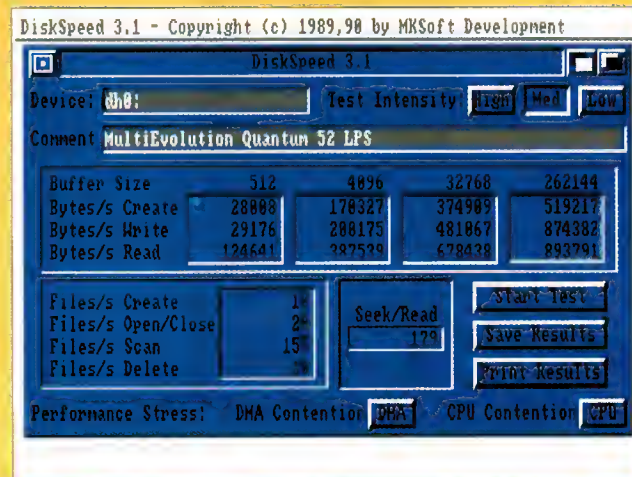 DiskSpeed 3.1 - Copyright (c) 1989,90 by MKSoft Development
DiskSpeed 3.1
Device: dh0: Test Intensity: High Med Low
Comment MultiEvolution Quantum 52 LPS
Buffer Size 512 4096 32768 262144
Bytes/s Create 28088 170327 374909 519217
Bytes/s Write 29176 208175 481067 874382
Bytes/s Read 124641 387539 678438 893791
Files/s Create
Files/s Open/Close
Files/s Scan
Files/s Delete
Seek/Read
179
Start Test
Save Results
Print Results
Performance Stress: DMA Contention DMA CPU Contention CPU